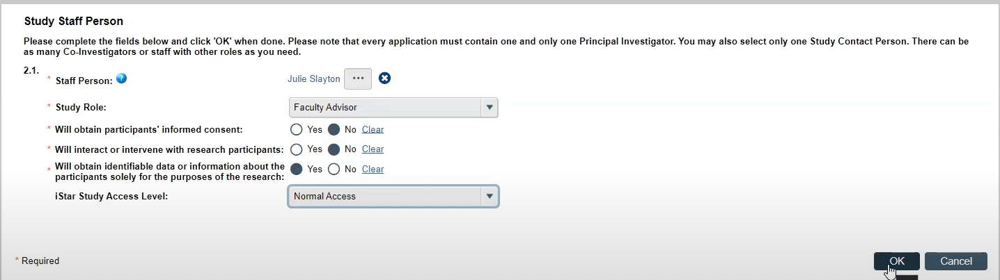 Study Staff Person
Please complete the fields below and click 'OK' when done. Please note that every application must contain one and only one Principal Investigator. You may also select only one Study Contact Person. There can be
as many Co-Investigators or staff with other roles as you need.
2.1.
* Staff Person: ? Julie Slayton ...
* Study Role: Faculty Advisor
* Will obtain participants' informed consent: Yes No Clear
* Will interact or intervene with research participants: Yes No Clear
* Will obtain identifiable data or information about the
participants solely for the purposes of the research: Yes No Clear
iStar Study Access Level: Normal Access
* Required OK Cancel